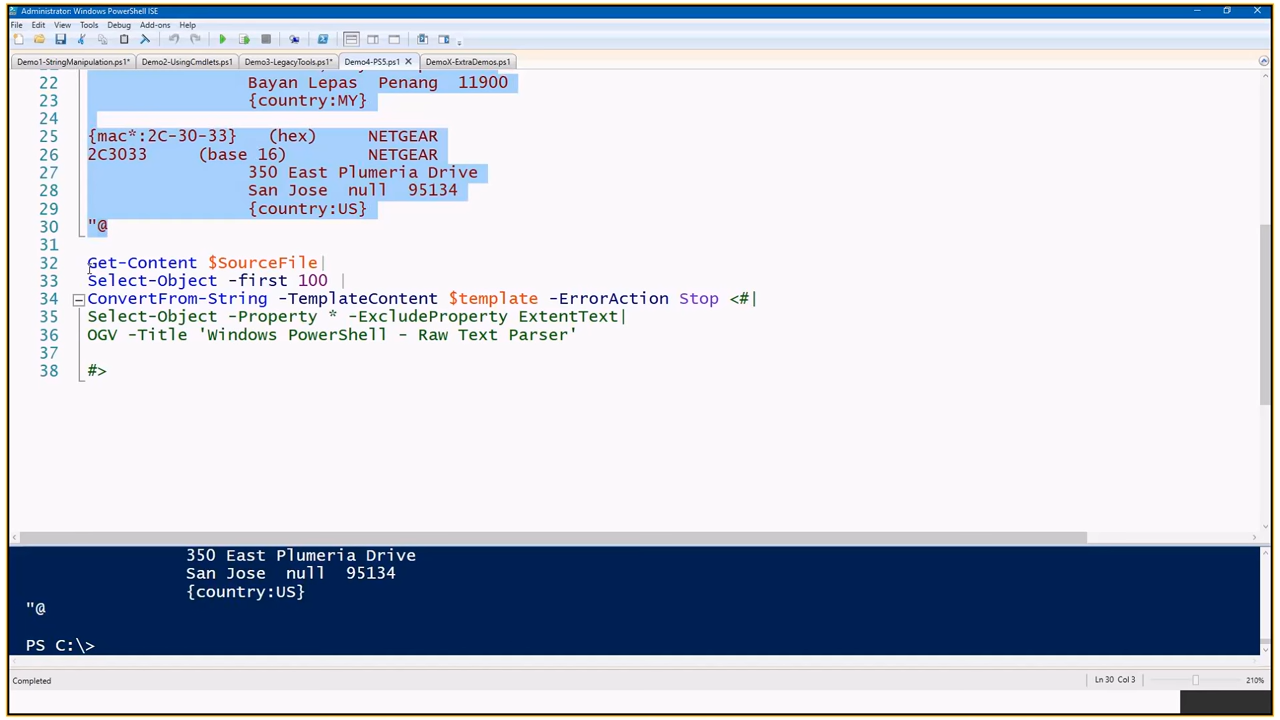 Administrator: Windows PowerShell ISE
File Edit View Tools Debug Add-ons Help
Demo1-StringManipulation.ps1* Demo2-UsingCmdlets.ps1 Demo3-LegacyTools.ps1* Demo4-PS5.ps1 DemoX-ExtraDemos.ps1
22 Bayan Lepas Penang 11900
23 {country:MY}
24
25 {mac*:2C-30-33} (hex) NETGEAR
26 2C3033 (base 16) NETGEAR
27 350 East Plumeria Drive
28 San Jose null 95134
29 {country:US}
30 "@
31
32 Get-Content $SourceFile|
33 Select-Object -first 100 |
34 ConvertFrom-String -TemplateContent $template -ErrorAction Stop <#|
35 Select-Object -Property * -ExcludeProperty ExtentText|
36 OGV -Title 'Windows PowerShell - Raw Text Parser'
37
38 #>
350 East Plumeria Drive
San Jose null 95134
{country:US}
"@
PS C:\>
Completed Ln 30 Col 3 210%